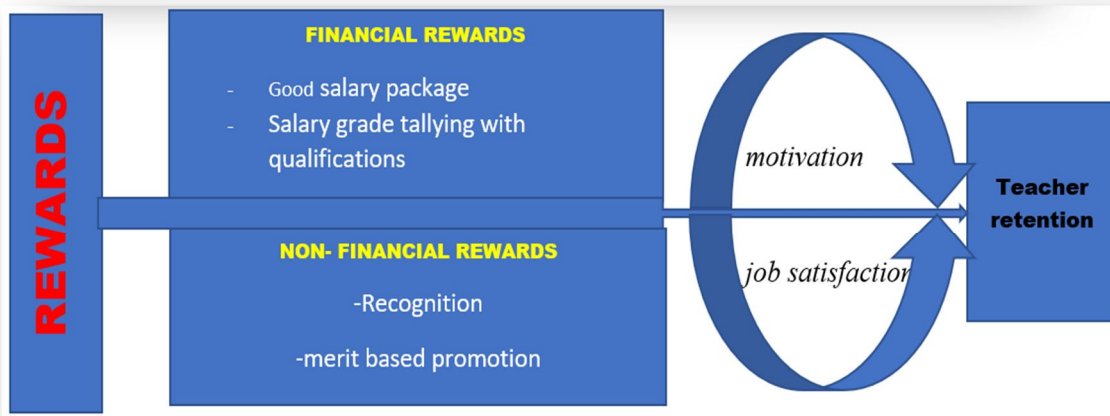 REWARDS
FINANCIAL REWARDS
- Good salary package
- Salary grade tallying with
qualifications
NON- FINANCIAL REWARDS
-Recognition
-merit based promotion
motivation
job satisfaction
Teacher
retention